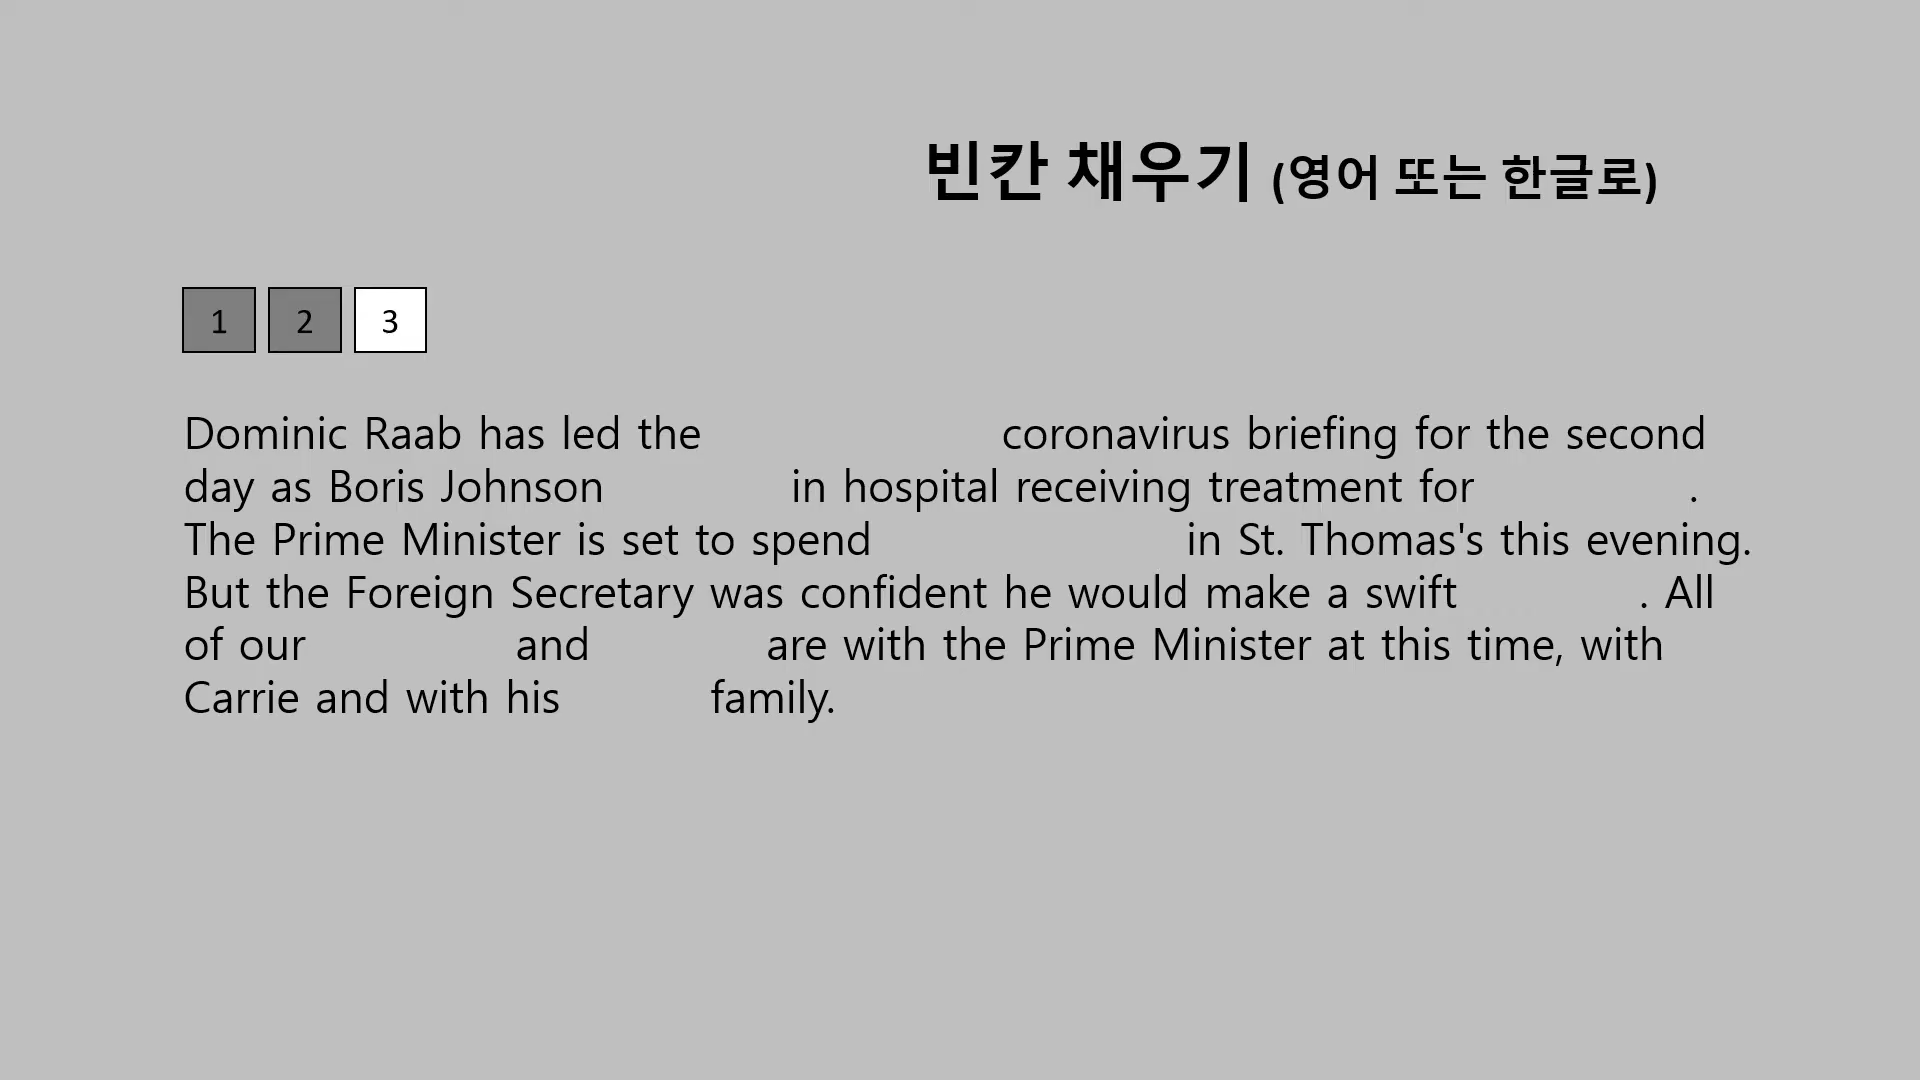 빈칸 채우기 (영어 또는 한글로)
1 2 3
Dominic Raab has led the coronavirus briefing for the second
day as Boris Johnson in hospital receiving treatment for .
The Prime Minister is set to spend in St. Thomas's this evening.
But the Foreign Secretary was confident he would make a swift . All
of our and are with the Prime Minister at this time, with
Carrie and with his family.